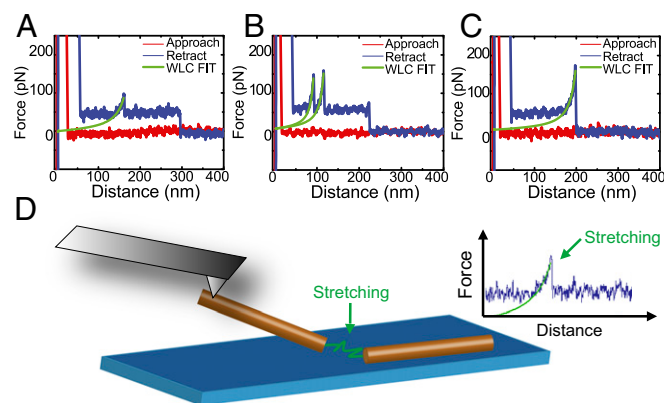 A
B
C
Approach
Retract
WLC FIT
Approach
Retract
WLC FIT
Approach
Retract
WLC FIT
Force (pN)
200
100
0
Force (pN)
200
100
0
Force (pN)
200
100
0
0 100 200 300 400
0 100 200 300 400
0 100 200 300 400
Distance (nm)
Distance (nm)
Distance (nm)
D
Stretching
Stretching
Force
Distance